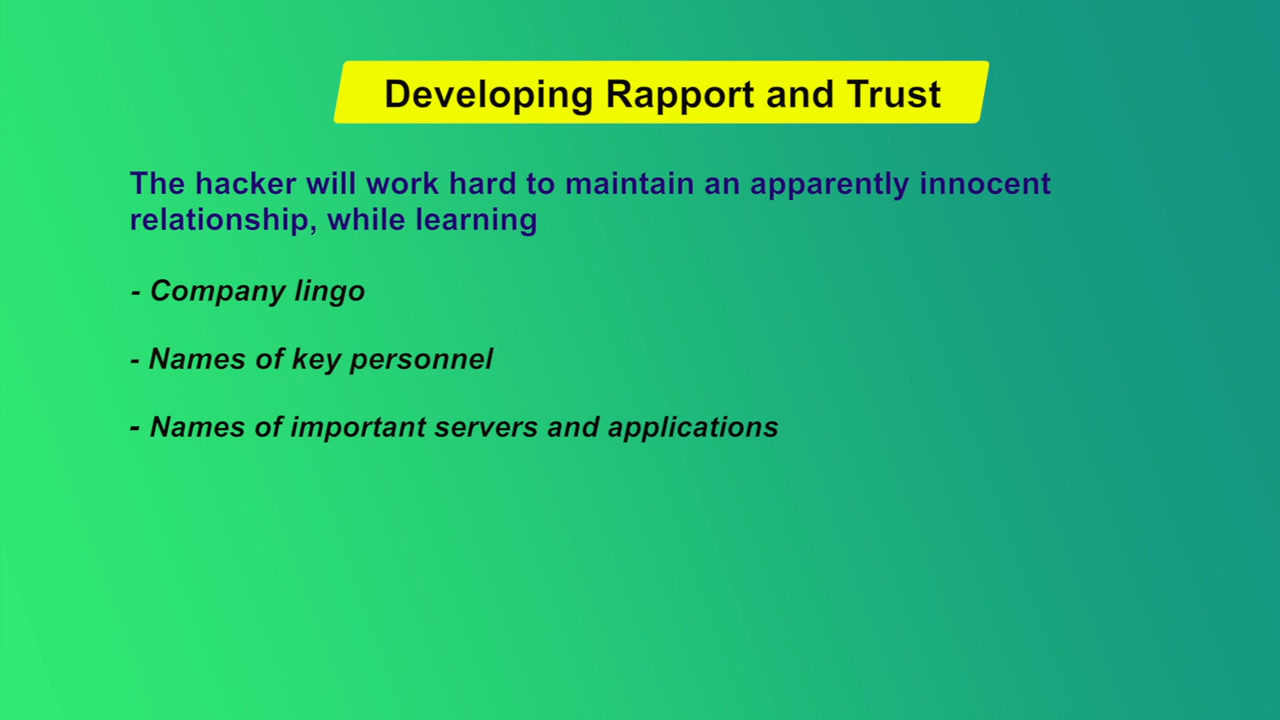 Developing Rapport and Trust
The hacker will work hard to maintain an apparently innocent
relationship, while learning
- Company lingo
- Names of key personnel
- Names of important servers and applications